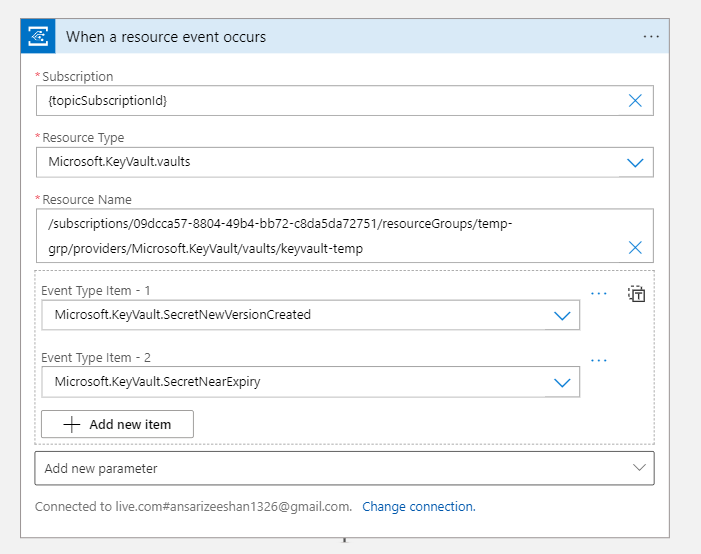 When a resource event occurs
...
* Subscription
{topicSubscriptionId}
* Resource Type
Microsoft.KeyVault.vaults
* Resource Name
/subscriptions/09dcca57-8804-49b4-bb72-c8da5da72751/resourceGroups/temp-
grp/providers/Microsoft.KeyVault/vaults/keyvault-temp
Event Type Item - 1
...
Microsoft.KeyVault.SecretNewVersionCreated
Event Type Item - 2
...
Microsoft.KeyVault.SecretNearExpiry
Add new item
Add new parameter
Connected to live.com#ansarizeeshan1326@gmail.com. Change connection.